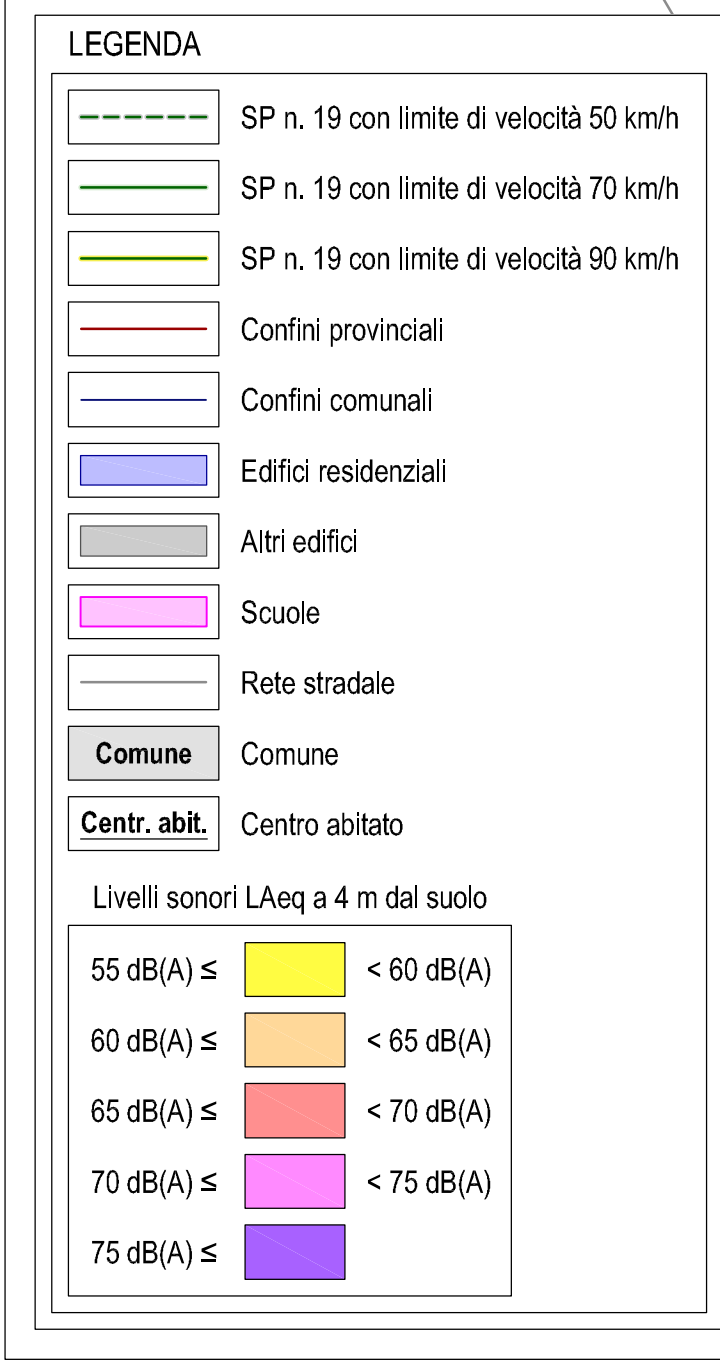 LEGENDA
SP n. 19 con limite di velocità 50 km/h
SP n. 19 con limite di velocità 70 km/h
SP n. 19 con limite di velocità 90 km/h
Confini provinciali
Confini comunali
Edifici residenziali
Altri edifici
Scuole
Rete stradale
Comune Comune
Centr. abit. Centro abitato
Livelli sonori LAeq a 4 m dal suolo
55 dB(A) ≤ < 60 dB(A)
60 dB(A) ≤ < 65 dB(A)
65 dB(A) ≤ < 70 dB(A)
70 dB(A) ≤ < 75 dB(A)
75 dB(A) ≤